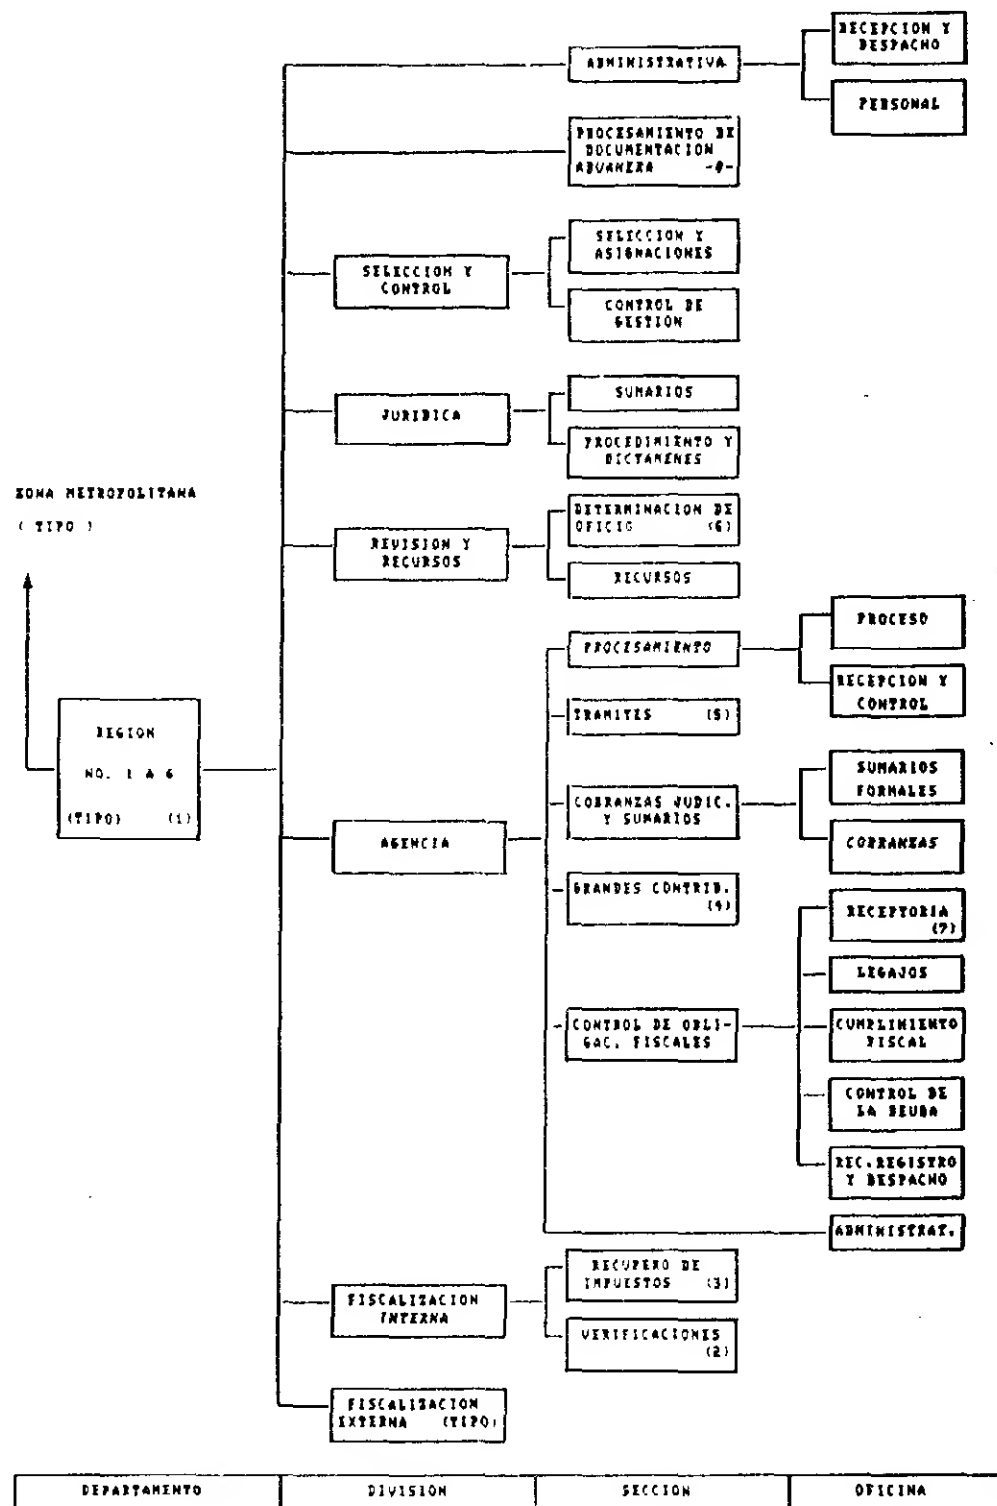 RECEPCION Y
DESPACHO
ADMINISTRATIVA
PERSONAL
PROCESAMIENTO DE
DOCUMENTACION
ADUANERA -8-
SELECCION Y
ASIGNACIONES
SELECCION Y
CONTROL
CONTROL DE
GESTION
SUMARIOS
JURIDICA
PROCEDIMIENTO Y
DICTAMENES
ZONA METROPOLITANA
( TIPO )
DETERMINACION DE
OFICIO (6)
REVISION Y
RECURSOS
RECURSOS
PROCESO
PROCESAMIENTO
RECEPCION Y
CONTROL
TRAMITES (5)
REGION
NO. 1 A 6
(TIPO) (1)
SUMARIOS
FORMALES
COBRANZAS JUDIC.
Y SUMARIOS
AGENCIA
COBRANZAS
GRANDES CONTRIB.
(4)
RECEPTORIA
(7)
LEGAJOS
CONTROL DE OBLI-
GAC. FISCALES
CUMPLIMIENTO
FISCAL
CONTROL DE
LA DEUDA
REC.REGISTRO
Y DESPACHO
ADMINISTRAT.
RECUPERO DE
IMPUESTOS (3)
FISCALIZACION
INTERNA
VERIFICACIONES
(2)
FISCALIZACION
EXTERNA (TIPO)
DEPARTAMENTO DIVISION SECCION OFICINA